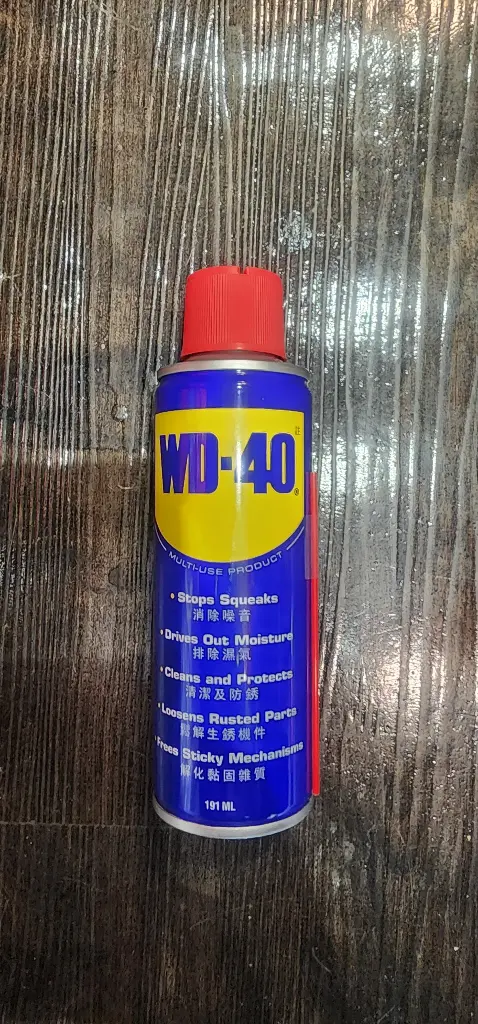 WD-40®
MULTI-USE PRODUCT
• Stops Squeaks
消除噪音
• Drives Out Moisture
排除濕氣
• Cleans and Protects
清潔及防銹
• Loosens Rusted Parts
鬆解生銹機件
• Frees Sticky Mechanisms
解化黏固雜質
191 ML